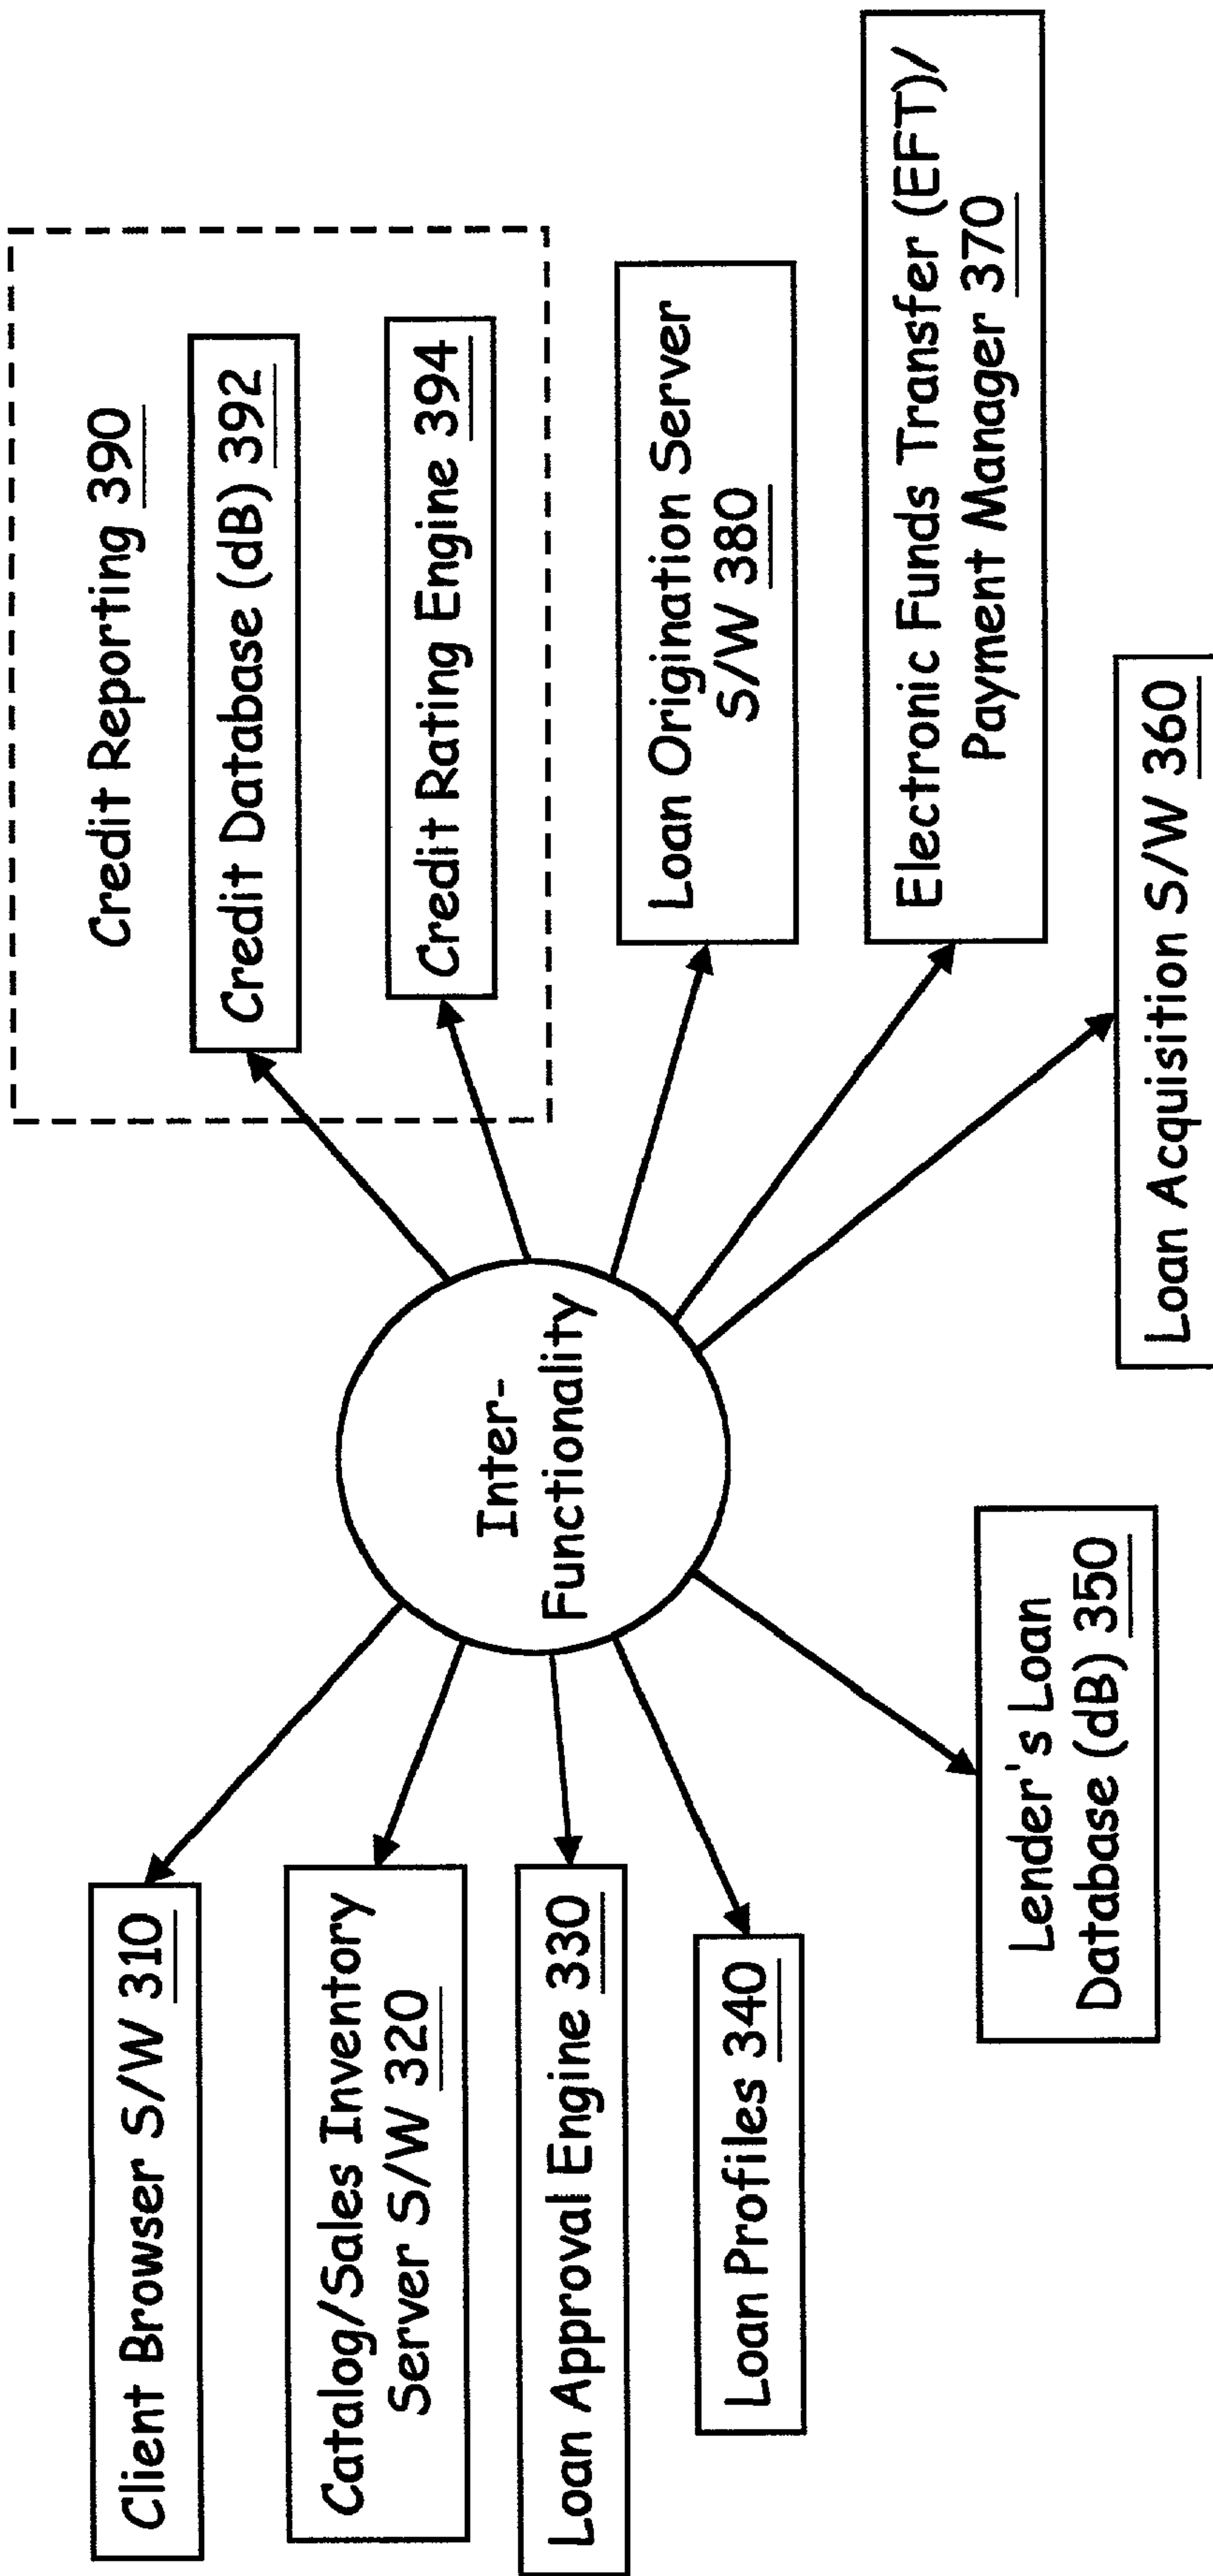 Client Browser S/W 310
Catalog/Sales Inventory
Server S/W 320
Loan Approval Engine 330
Loan Profiles 340
Lender's Loan
Database (dB) 350
Inter-
Functionality
Credit Reporting 390
Credit Database (dB) 392
Credit Rating Engine 394
Loan Origination Server
S/W 380
Electronic Funds Transfer (EFT)/
Payment Manager 370
Loan Acquisition S/W 360